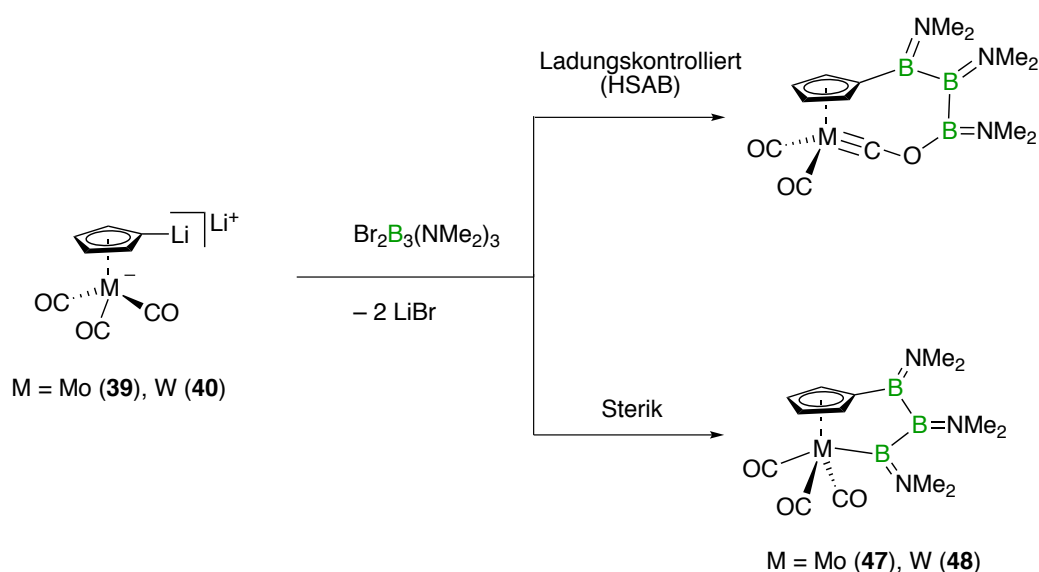 Ladungskontrolliert
(HSAB)
NMe2
B
NMe2
B
B
NMe2
M
C
O
OC
OC
Li
Li+
M
–
OC
OC
CO
M = Mo (39), W (40)
Br2B3(NMe2)3
– 2 LiBr
Sterik
NMe2
B
B
NMe2
M
B
NMe2
OC
OC
CO
M = Mo (47), W (48)